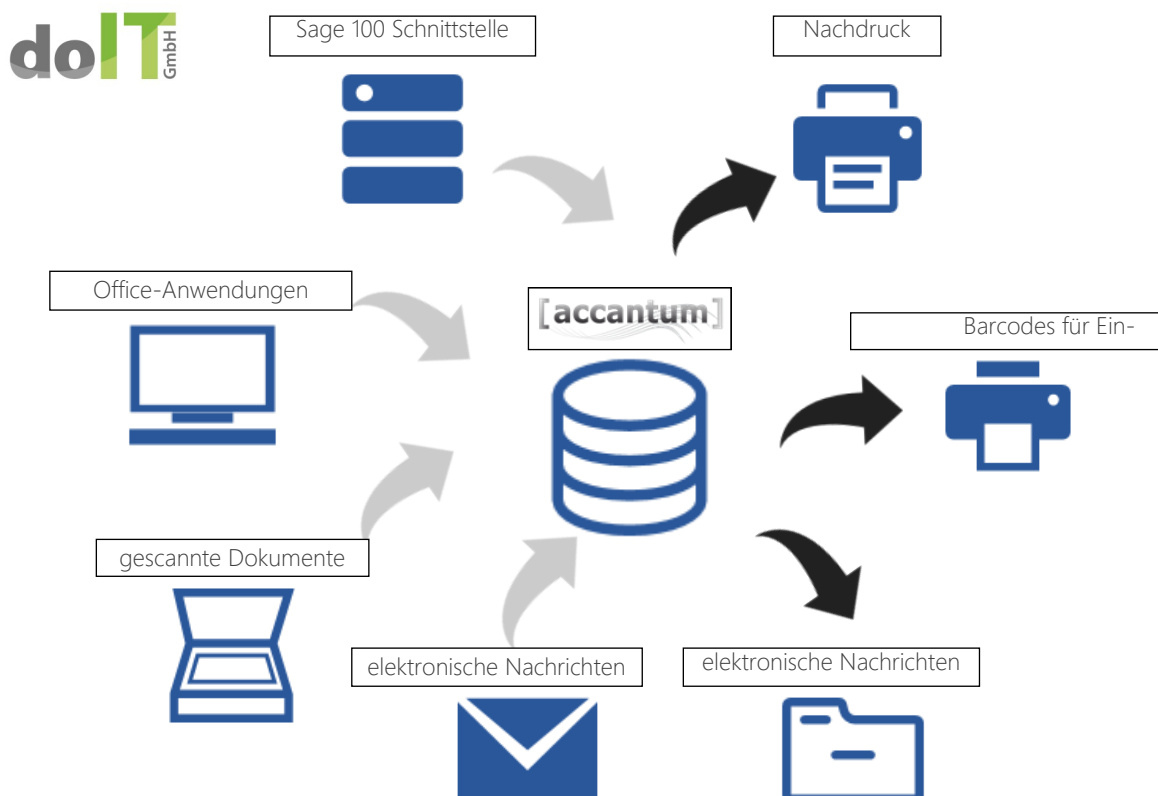 doIT GmbH
Sage 100 Schnittstelle
Nachdruck
Office-Anwendungen
[accantum]
Barcodes für Ein-
gescannte Dokumente
elektronische Nachrichten
elektronische Nachrichten